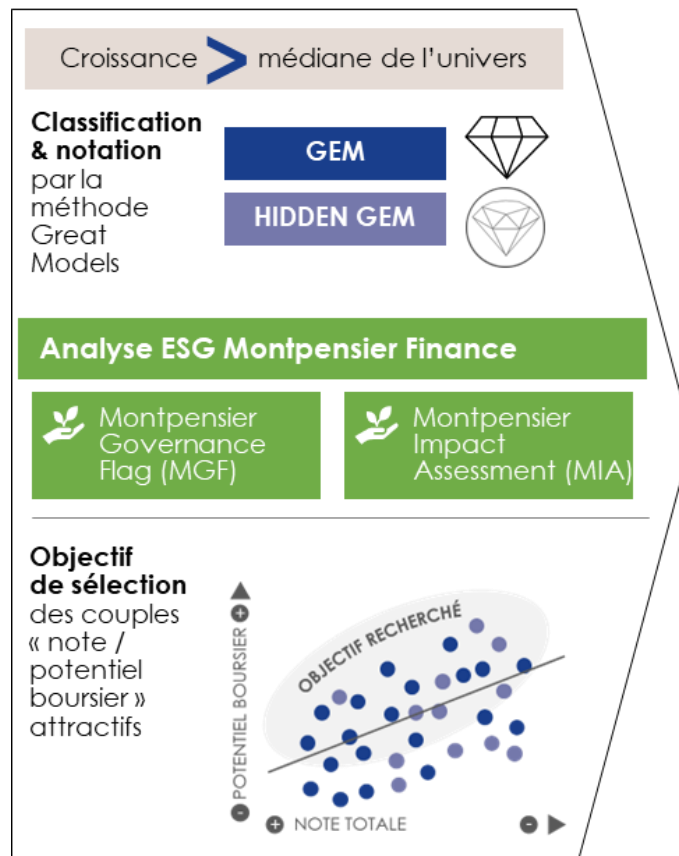 Croissance > médiane de l'univers
Classification
& notation
par la
méthode
Great
Models
GEM
HIDDEN GEM
Analyse ESG Montpensier Finance
Montpensier
Governance
Flag (MGF)
Montpensier
Impact
Assessment (MIA)
Objectif
de sélection
des couples
« note /
potentiel
boursier »
attractifs
OBJECTIF RECHERCHÉ
POTENTIEL BOURSIER
NOTE TOTALE